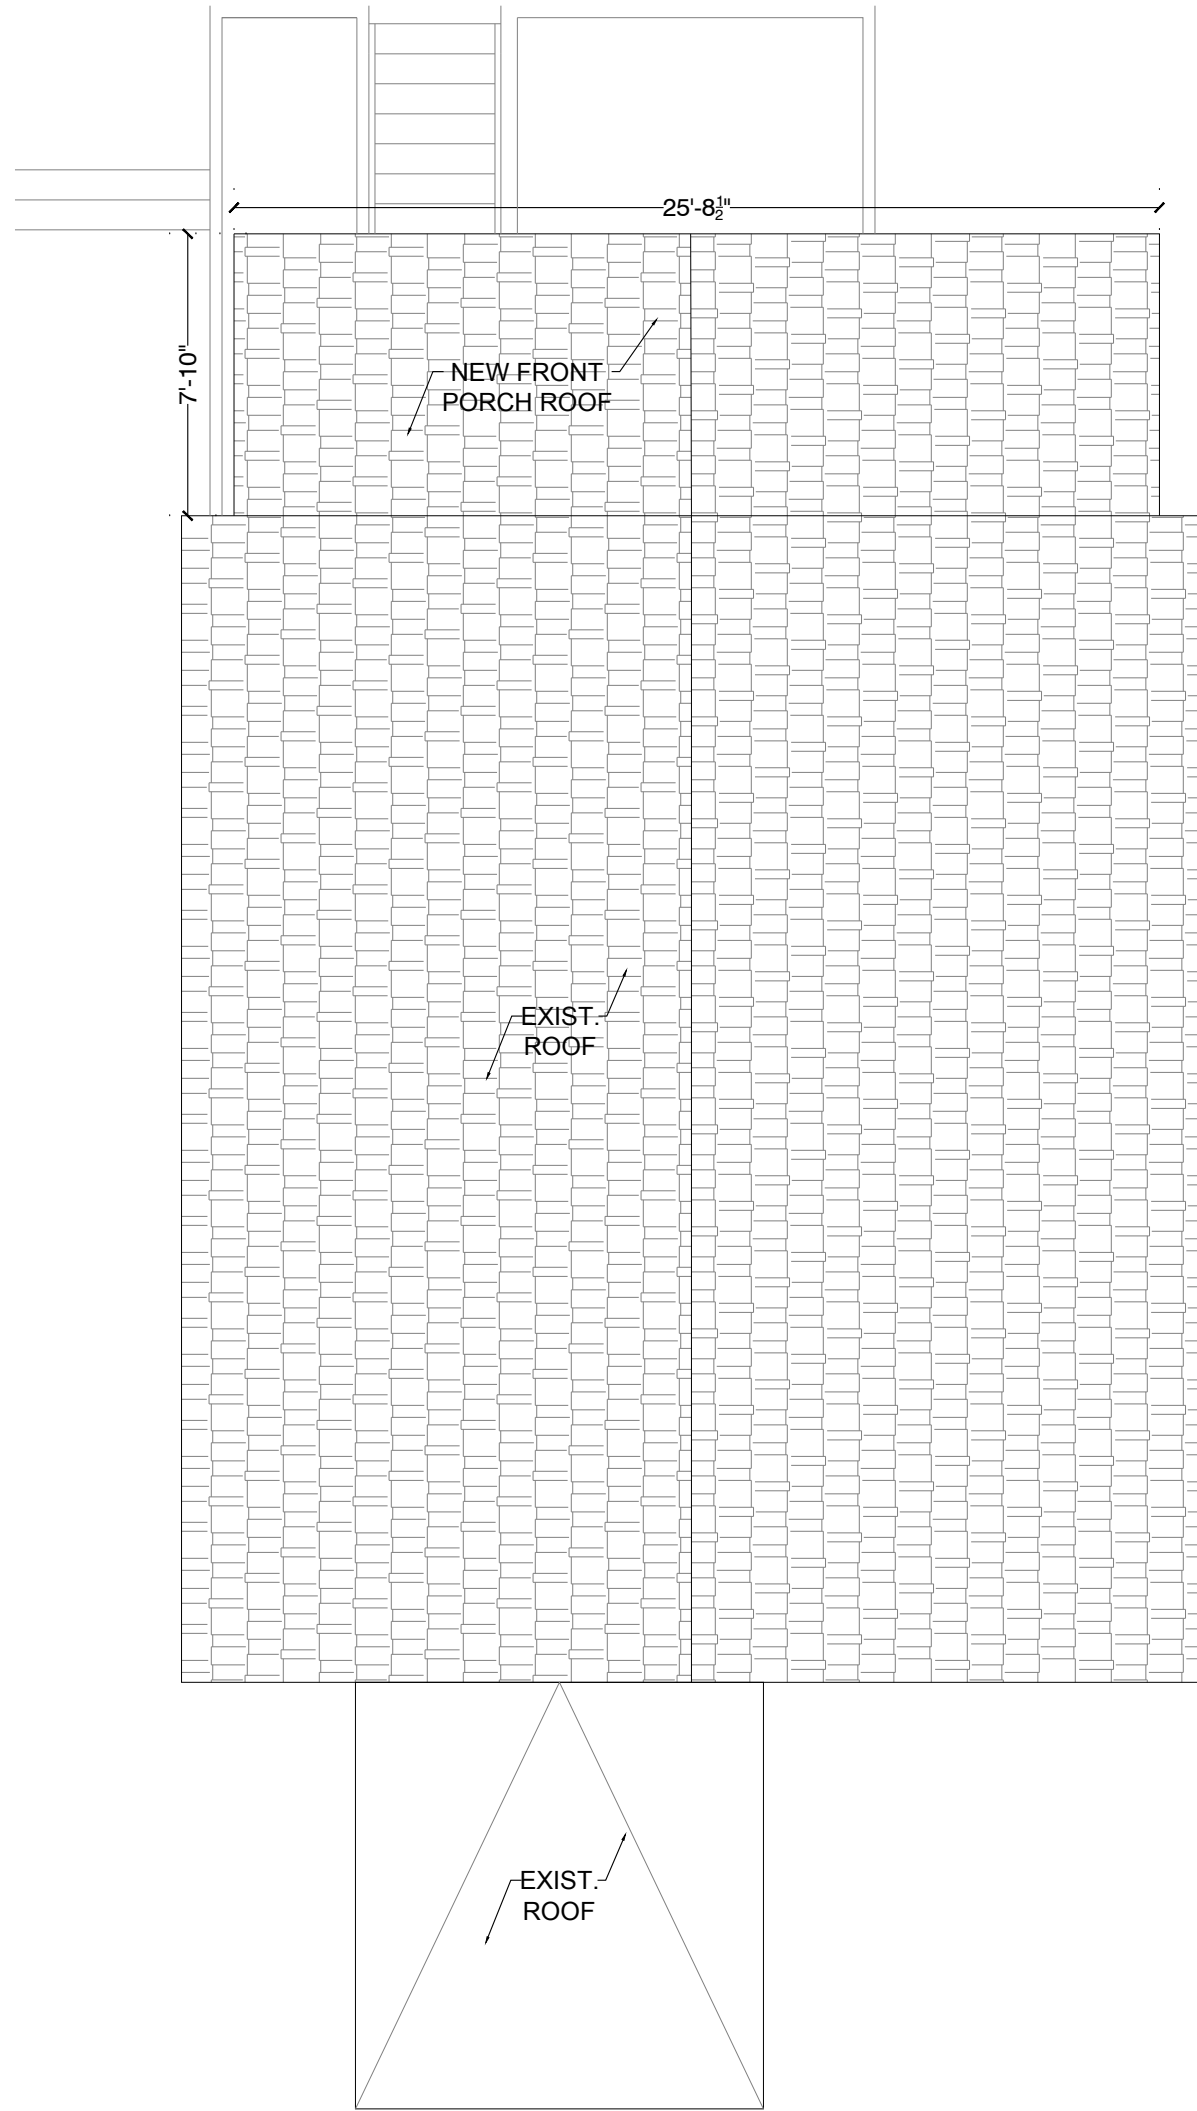 25'-8½"
7'-10"
NEW FRONT
PORCH ROOF
EXIST.
ROOF
EXIST.
ROOF